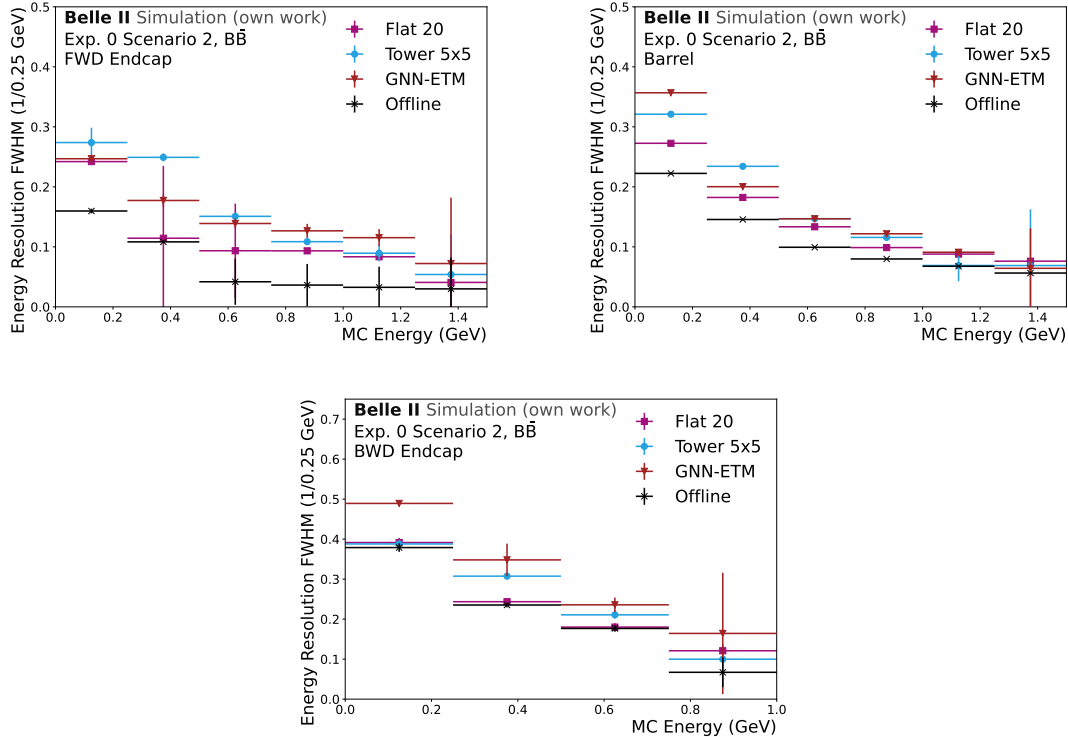 Belle II Simulation (own work)
Exp. 0 Scenario 2, BB̄
FWD Endcap
Flat 20
Tower 5x5
GNN-ETM
Offline
Energy Resolution FWHM (1/0.25 GeV)
0.5
0.4
0.3
0.2
0.1
0.0
0.0 0.2 0.4 0.6 0.8 1.0 1.2 1.4
MC Energy (GeV)
Belle II Simulation (own work)
Exp. 0 Scenario 2, BB̄
Barrel
Flat 20
Tower 5x5
GNN-ETM
Offline
Energy Resolution FWHM (1/0.25 GeV)
0.5
0.4
0.3
0.2
0.1
0.0
0.0 0.2 0.4 0.6 0.8 1.0 1.2 1.4
MC Energy (GeV)
Belle II Simulation (own work)
Exp. 0 Scenario 2, BB̄
BWD Endcap
Flat 20
Tower 5x5
GNN-ETM
Offline
Energy Resolution FWHM (1/0.25 GeV)
0.7
0.6
0.5
0.4
0.3
0.2
0.1
0.0
0.0 0.2 0.4 0.6 0.8 1.0
MC Energy (GeV)